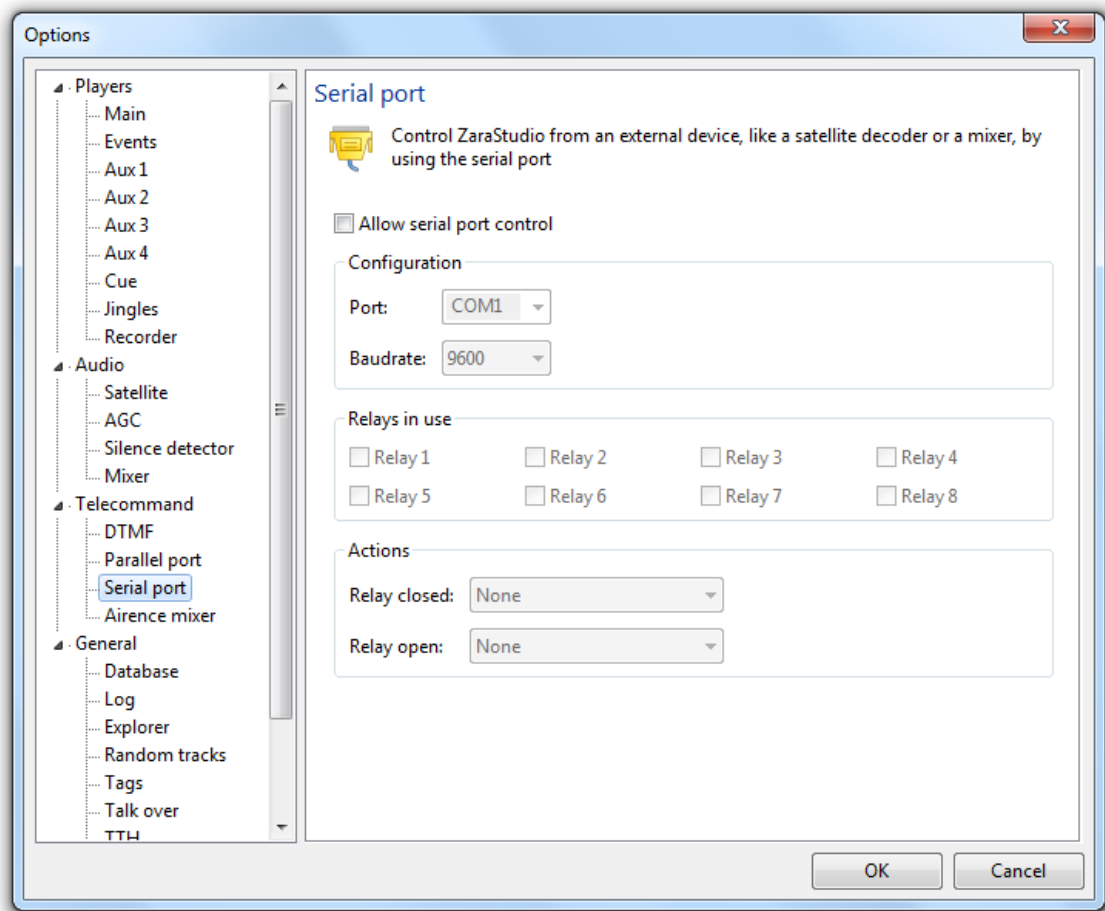 Options
Players
Main
Events
Aux 1
Aux 2
Aux 3
Aux 4
Cue
Jingles
Recorder
Audio
Satellite
AGC
Silence detector
Mixer
Telecommand
DTMF
Parallel port
Serial port
Airence mixer
General
Database
Log
Explorer
Random tracks
Tags
Talk over
TTH
Serial port
Control ZaraStudio from an external device, like a satellite decoder or a mixer, by
using the serial port
Allow serial port control
Configuration
Port: COM1
Baudrate: 9600
Relays in use
Relay 1 Relay 2 Relay 3 Relay 4
Relay 5 Relay 6 Relay 7 Relay 8
Actions
Relay closed: None
Relay open: None
OK Cancel